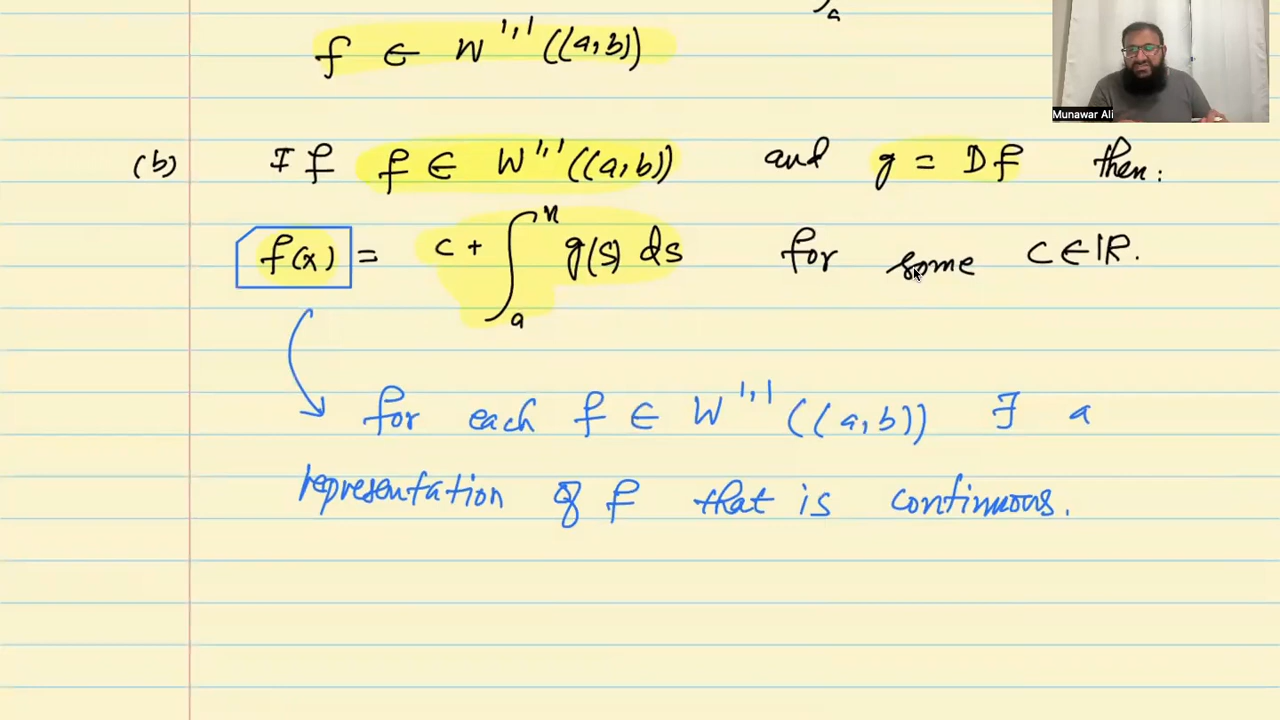 a
f ∈ W^{1,1}((a,b))
Munawar Ali
(b) If f ∈ W^{1,1}((a,b)) and g = Df then:
f(x) = c + ∫_a^x g(s) ds for some c ∈ ℝ.
for each f ∈ W^{1,1}((a,b)) ∃ a
representation of f that is continuous.